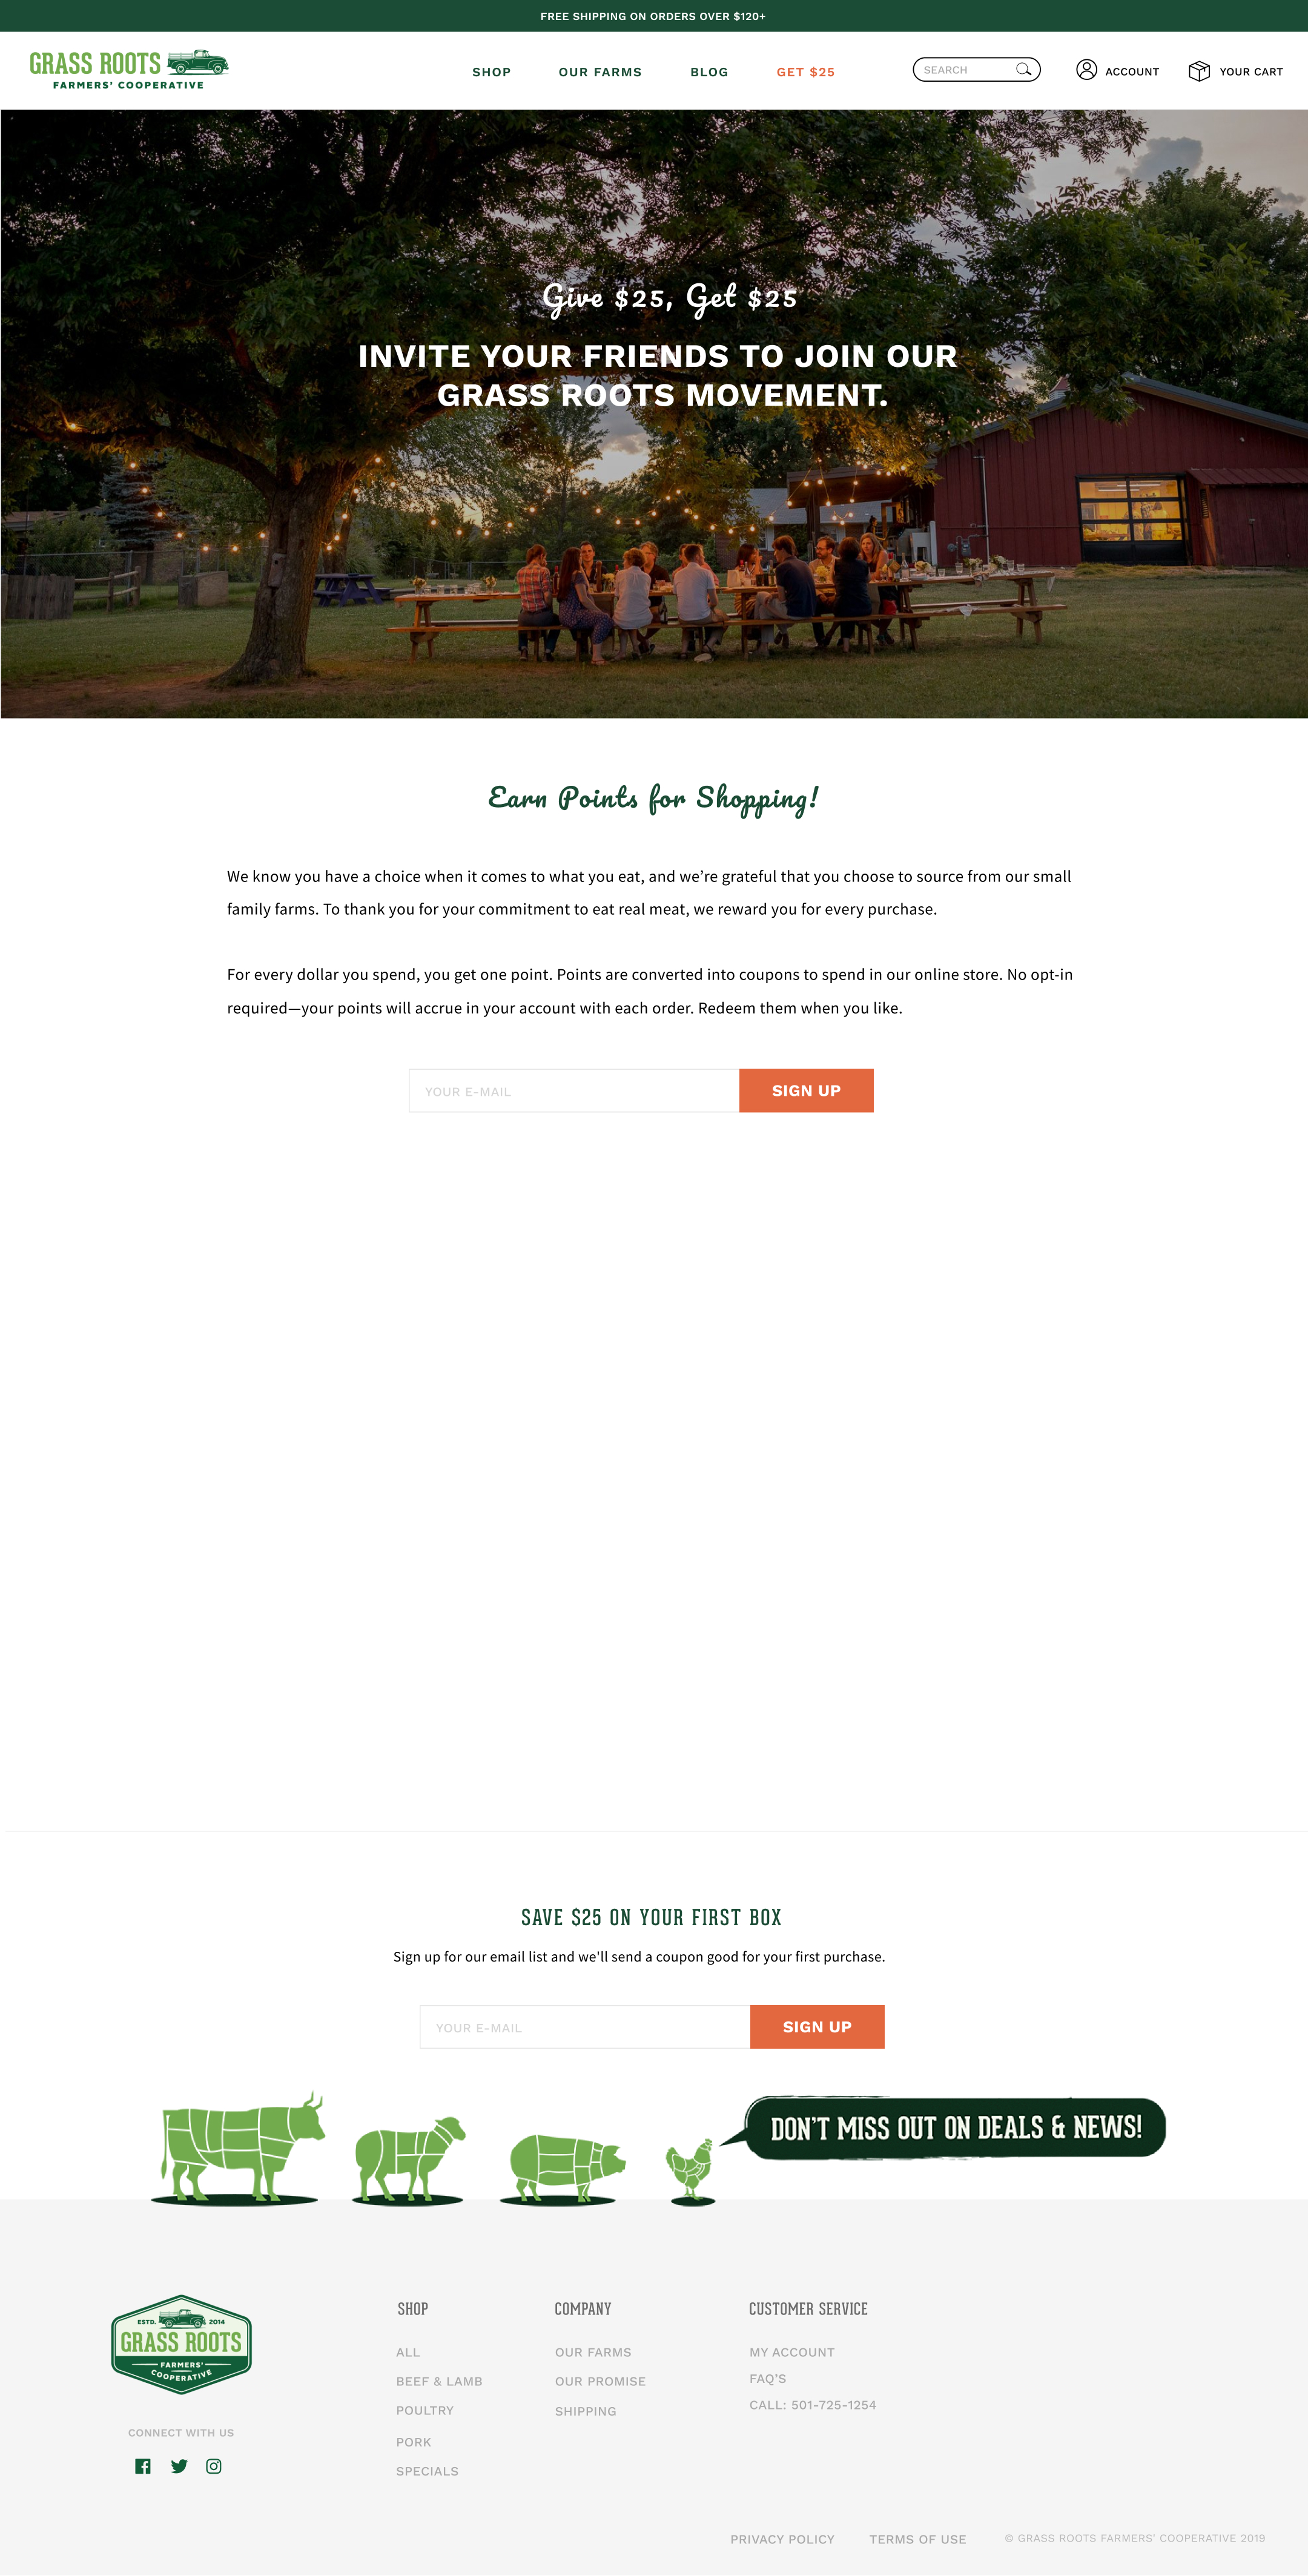 FREE SHIPPING ON ORDERS OVER $120+
GRASS ROOTS
FARMERS' COOPERATIVE
SHOP
OUR FARMS
BLOG
GET $25
SEARCH
ACCOUNT
YOUR CART
Give $25, Get $25
INVITE YOUR FRIENDS TO JOIN OUR
GRASS ROOTS MOVEMENT.
Earn Points for Shopping!
We know you have a choice when it comes to what you eat, and we’re grateful that you choose to source from our small
family farms. To thank you for your commitment to eat real meat, we reward you for every purchase.
For every dollar you spend, you get one point. Points are converted into coupons to spend in our online store. No opt-in
required—your points will accrue in your account with each order. Redeem them when you like.
YOUR E-MAIL
SIGN UP
SAVE $25 ON YOUR FIRST BOX
Sign up for our email list and we'll send a coupon good for your first purchase.
YOUR E-MAIL
SIGN UP
DON'T MISS OUT ON DEALS & NEWS!
ESTD. 2014
GRASS ROOTS
FARMERS'
COOPERATIVE
CONNECT WITH US
SHOP
ALL
BEEF & LAMB
POULTRY
PORK
SPECIALS
COMPANY
OUR FARMS
OUR PROMISE
SHIPPING
CUSTOMER SERVICE
MY ACCOUNT
FAQ'S
CALL: 501-725-1254
PRIVACY POLICY
TERMS OF USE
© GRASS ROOTS FARMERS' COOPERATIVE 2019